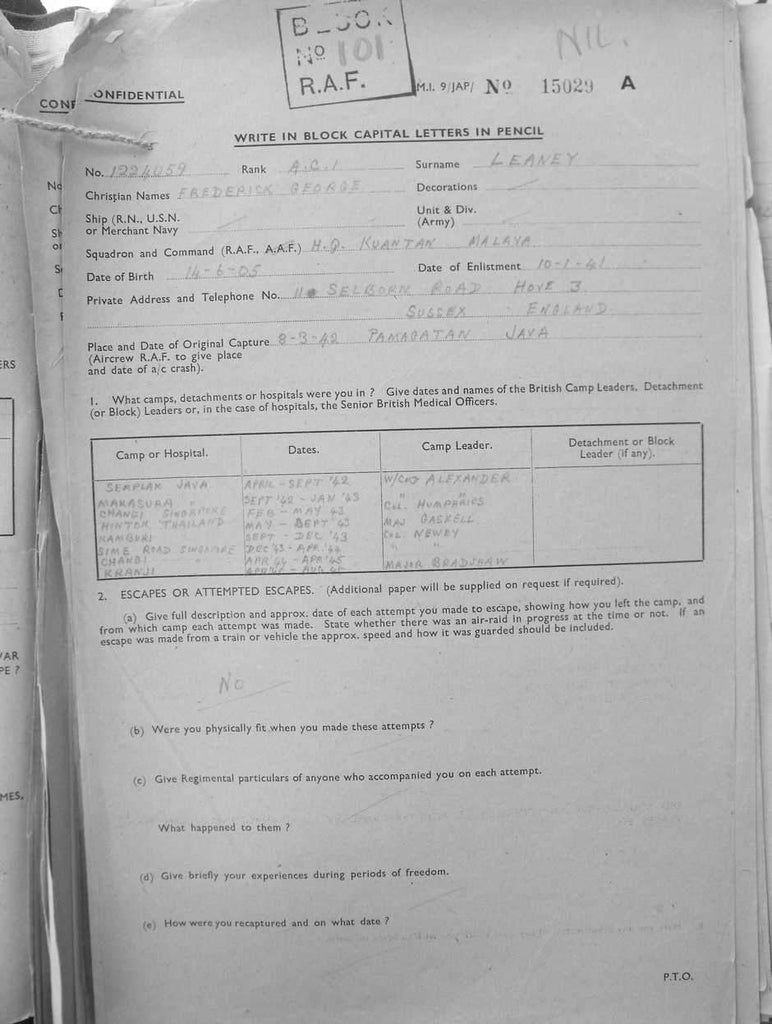 BLOCK
Nº 101
R.A.F.
NIL.
CONF
ONFIDENTIAL
M.I. 9/JAP/ Nº 15029 A
WRITE IN BLOCK CAPITAL LETTERS IN PENCIL
No. 1224059 Rank A.C.1 Surname LEANEY
Christian Names FREDERICK GEORGE Decorations
Ship (R.N., U.S.N. or Merchant Navy
Unit & Div. (Army)
Squadron and Command (R.A.F., A.A.F.) H.Q. KUANTAN MALAYA
Date of Birth 14-6-05 Date of Enlistment 10-1-41
Private Address and Telephone No. 11 SELBORN ROAD HOVE 3
SUSSEX ENGLAND
Place and Date of Original Capture 8-3-42 PAMAGATAN JAVA
(Aircrew R.A.F. to give place
and date of a/c crash).
1. What camps, detachments or hospitals were you in ? Give dates and names of the British Camp Leaders, Detachment
(or Block) Leaders or, in the case of hospitals, the Senior British Medical Officers.
Camp or Hospital. Dates. Camp Leader. Detachment or Block Leader (if any).
SEMPLAK JAVA APRIL - SEPT '42 W/CDR ALEXANDER
MAKASURA " SEPT '42 - JAN '43 " "
CHANGI SINGAPORE FEB - MAY 43 COL. HUMPHRIES
HINTOK THAILAND MAY - SEPT '43 MAJ GASKELL
KAMBURI SEPT - DEC '43 COL NEWEY
SIME ROAD SINGAPORE DEC '43 - APR '44 " "
CHANGI APR '44 - APR '45
KRANJI MAJOR BRADSHAW
2. ESCAPES OR ATTEMPTED ESCAPES. (Additional paper will be supplied on request if required).
(a) Give full description and approx. date of each attempt you made to escape, showing how you left the camp, and
from which camp each attempt was made. State whether there was an air-raid in progress at the time or not. If an
escape was made from a train or vehicle the approx. speed and how it was guarded should be included.
NO
(b) Were you physically fit when you made these attempts ?
(c) Give Regimental particulars of anyone who accompanied you on each attempt.
What happened to them ?
(d) Give briefly your experiences during periods of freedom.
(e) How were you recaptured and on what date ?
P.T.O.